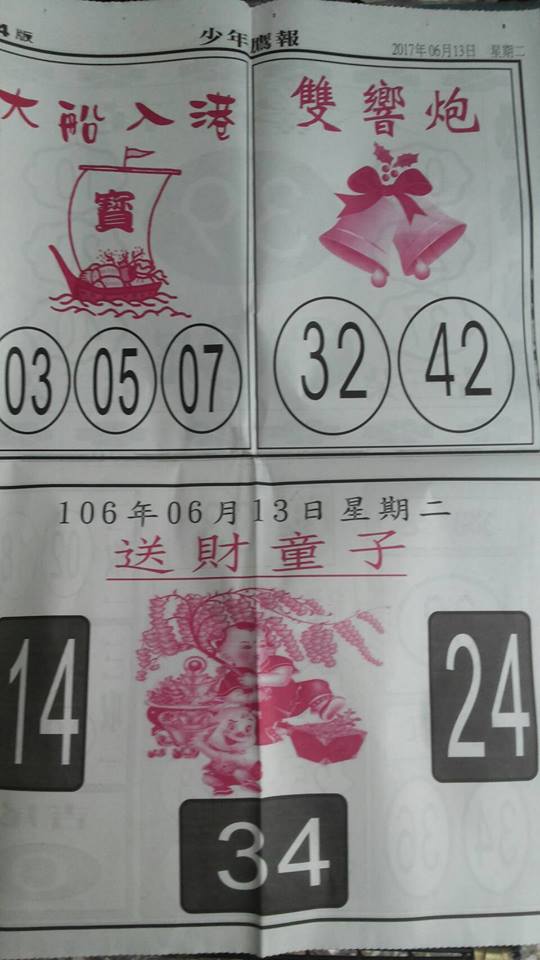 4版 少年鷹報 2017年06月13日 星期二
大船入港
寶
03 05 07
雙響炮
32 42
106年06月13日星期二
送財童子
14 24
34